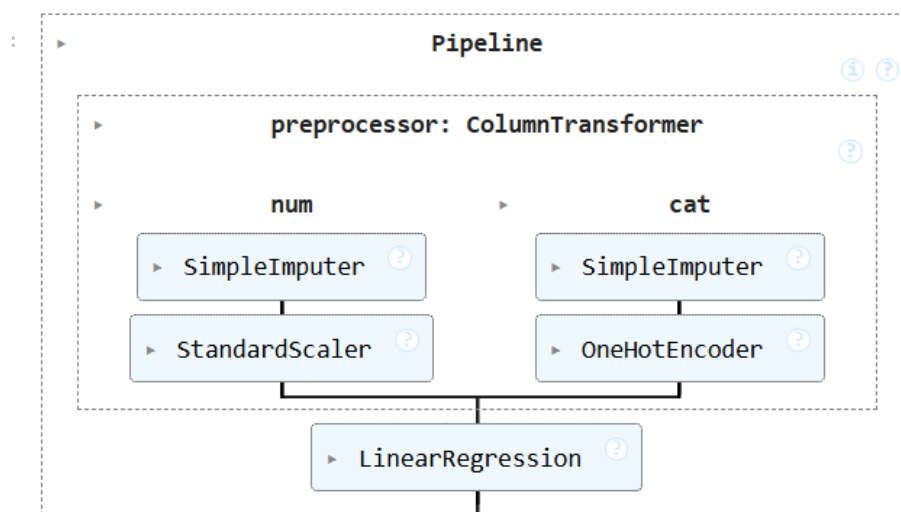 Pipeline
i ?
preprocessor: ColumnTransformer
?
num cat
SimpleImputer ? SimpleImputer ?
StandardScaler ? OneHotEncoder ?
LinearRegression ?